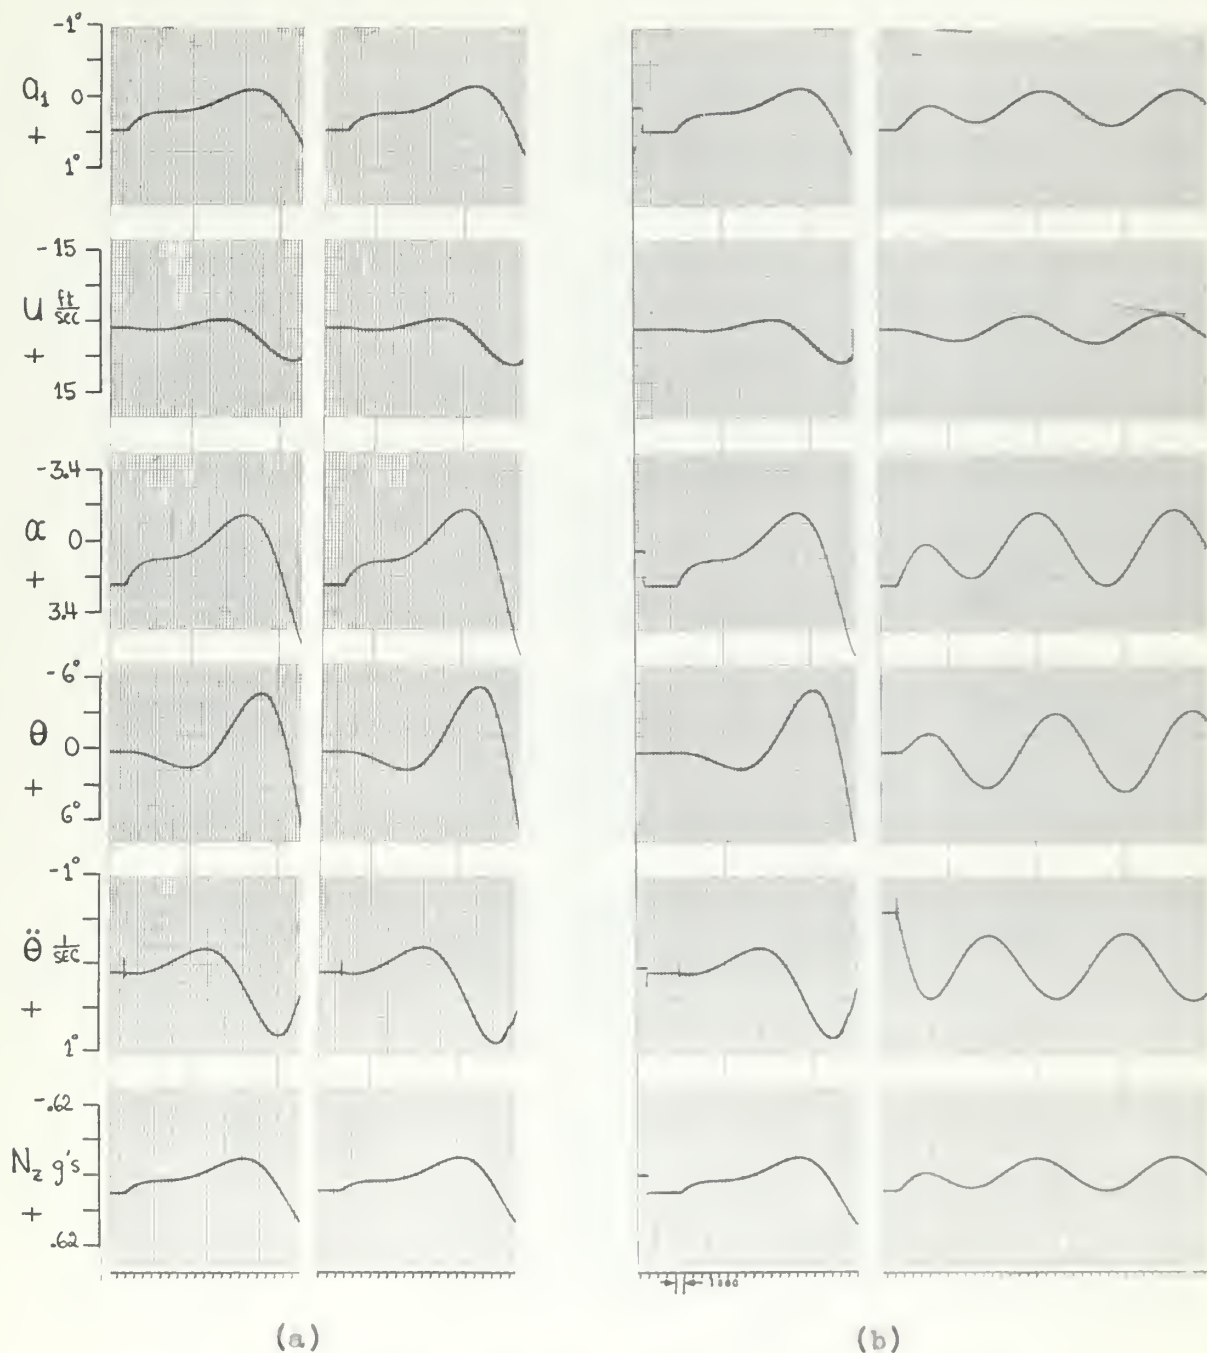 -1°
a₁ 0
+
1°
-15
U ft/sec
+
15
-3.4
α 0
+
3.4
-6°
θ 0
+
6°
-1°
θ̈ 1/SEC
+
1°
-.62
N_z g's
+
.62
(a)
(b)